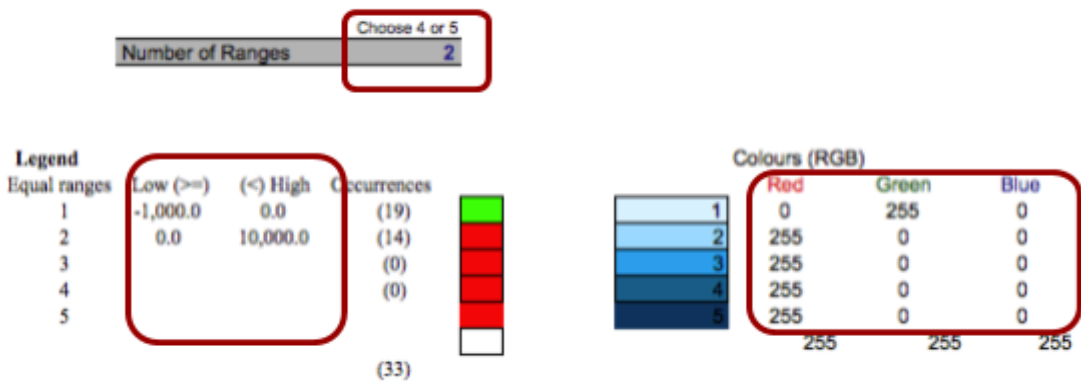 Choose 4 or 5
Number of Ranges 2
Legend
Colours (RGB)
Equal ranges Low (>=) (<) High Occurrences
Red Green Blue
1 -1,000.0 0.0 (19) 1 0 255 0
2 0.0 10,000.0 (14) 2 255 0 0
3 (0) 3 255 0 0
4 (0) 4 255 0 0
5 5 255 0 0
255 255 255
(33)